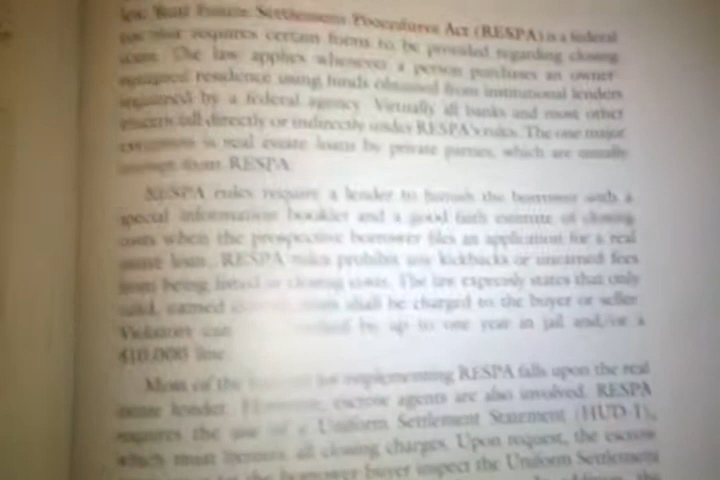 Real Estate Settlement Procedures Act (RESPA) is a federal
requires certain forms to be provided regarding closing
The law applies whenever a person purchases an owner
residence using funds obtained from institutional lenders
by a federal agency. Virtually all banks and most other
fall directly or indirectly under RESPA's rules. The one major
is real estate loans by private parties, which are usually
from RESPA.
RESPA rules require a lender to furnish the borrower with a
special information booklet and a good faith estimate of closing
costs when the prospective borrower files an application for a real
estate loan. RESPA rules prohibit any kickbacks or unearned fees
from being listed as closing costs. The law expressly states that only
valid, earned shall be charged to the buyer or seller.
Violators can be up to one year in jail and/or a
$10,000 fine.
Most of the for implementing RESPA falls upon the real
estate lender. However, escrow agents are also involved. RESPA
requires the use of a Uniform Settlement Statement (HUD-1),
which must itemize all closing charges. Upon request, the escrow
the borrower/buyer inspect the Uniform Settlement